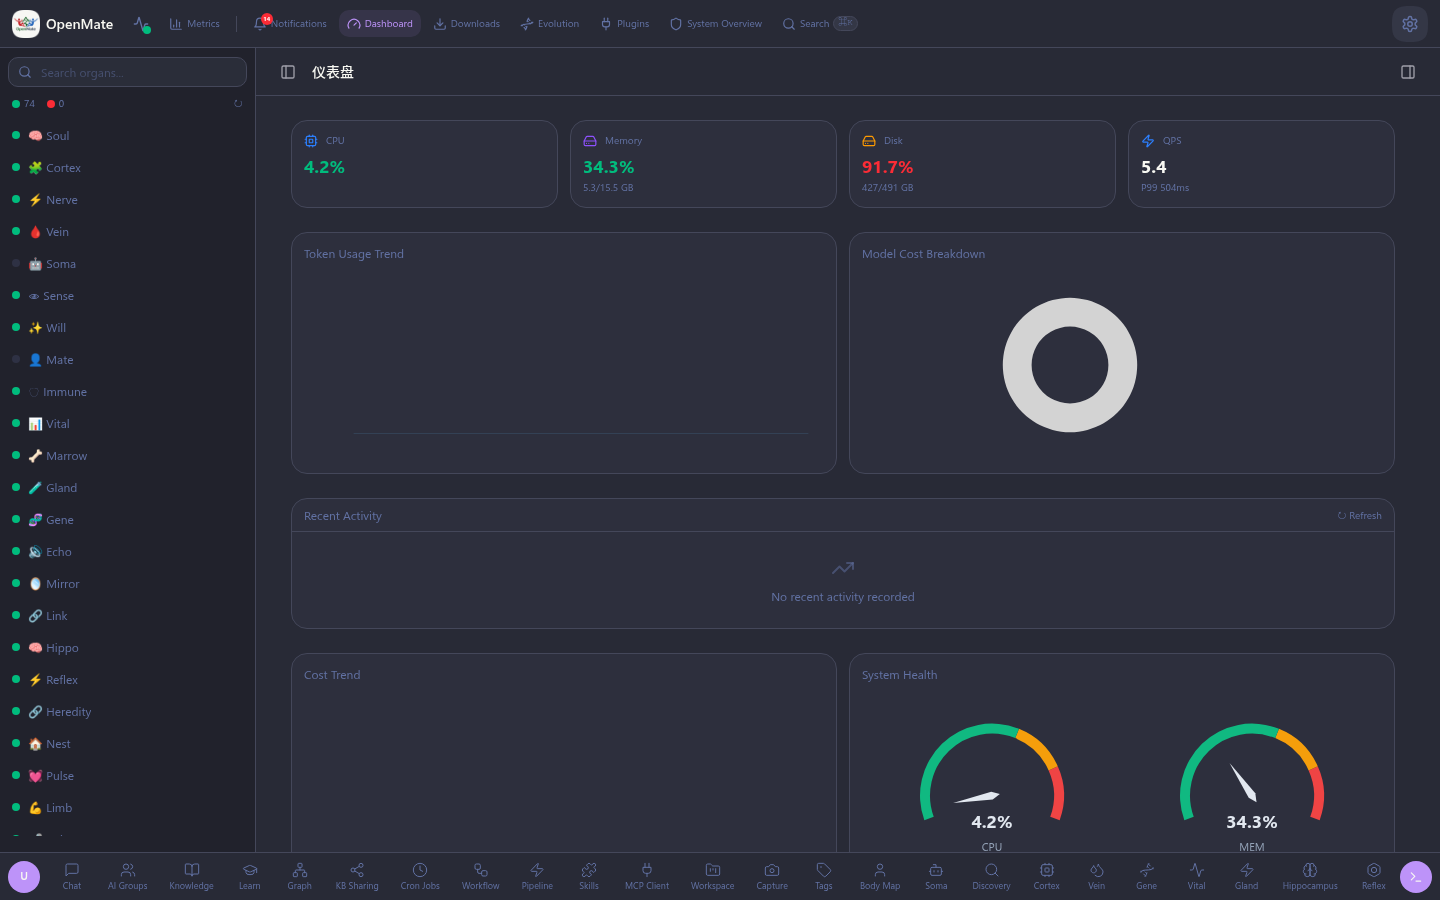 OpenMate
Metrics
14
Notifications
Dashboard
Downloads
Evolution
Plugins
System Overview
Search
⌘K
Search organs...
仪表盘
74
0
Soul
Cortex
Nerve
Vein
Soma
Sense
Will
Mate
Immune
Vital
Marrow
Gland
Gene
Echo
Mirror
Link
Hippo
Reflex
Heredity
Nest
Pulse
Limb
CPU
4.2%
Memory
34.3%
5.3/15.5 GB
Disk
91.7%
427/491 GB
QPS
5.4
P99 504ms
Token Usage Trend
Model Cost Breakdown
Recent Activity
Refresh
No recent activity recorded
Cost Trend
System Health
4.2%
CPU
34.3%
MEM
U
Chat
AI Groups
Knowledge
Learn
Graph
KB Sharing
Cron Jobs
Workflow
Pipeline
Skills
MCP Client
Workspace
Capture
Tags
Body Map
Soma
Discovery
Cortex
Vein
Gene
Vital
Gland
Hippocampus
Reflex